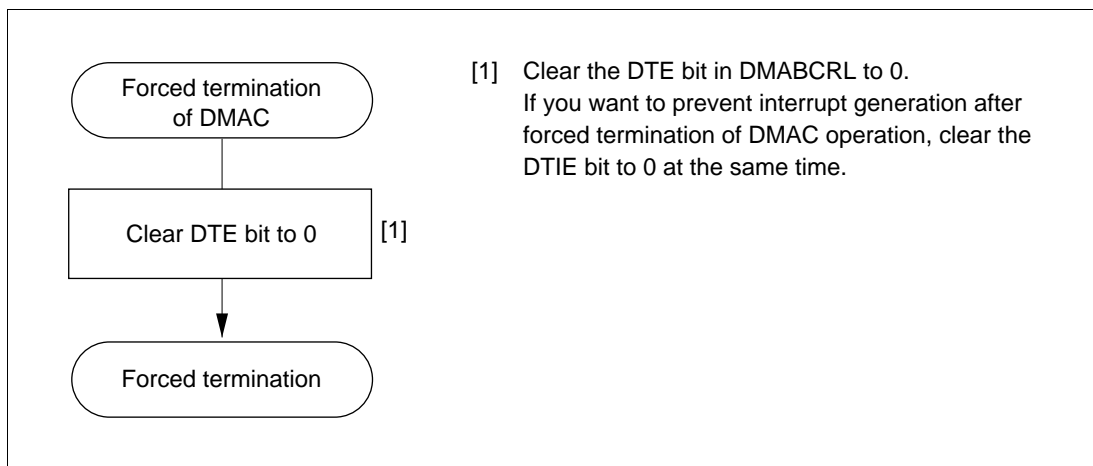 Forced termination
of DMAC
Clear DTE bit to 0
[1]
Forced termination
[1] Clear the DTE bit in DMABCRL to 0.
If you want to prevent interrupt generation after
forced termination of DMAC operation, clear the
DTIE bit to 0 at the same time.